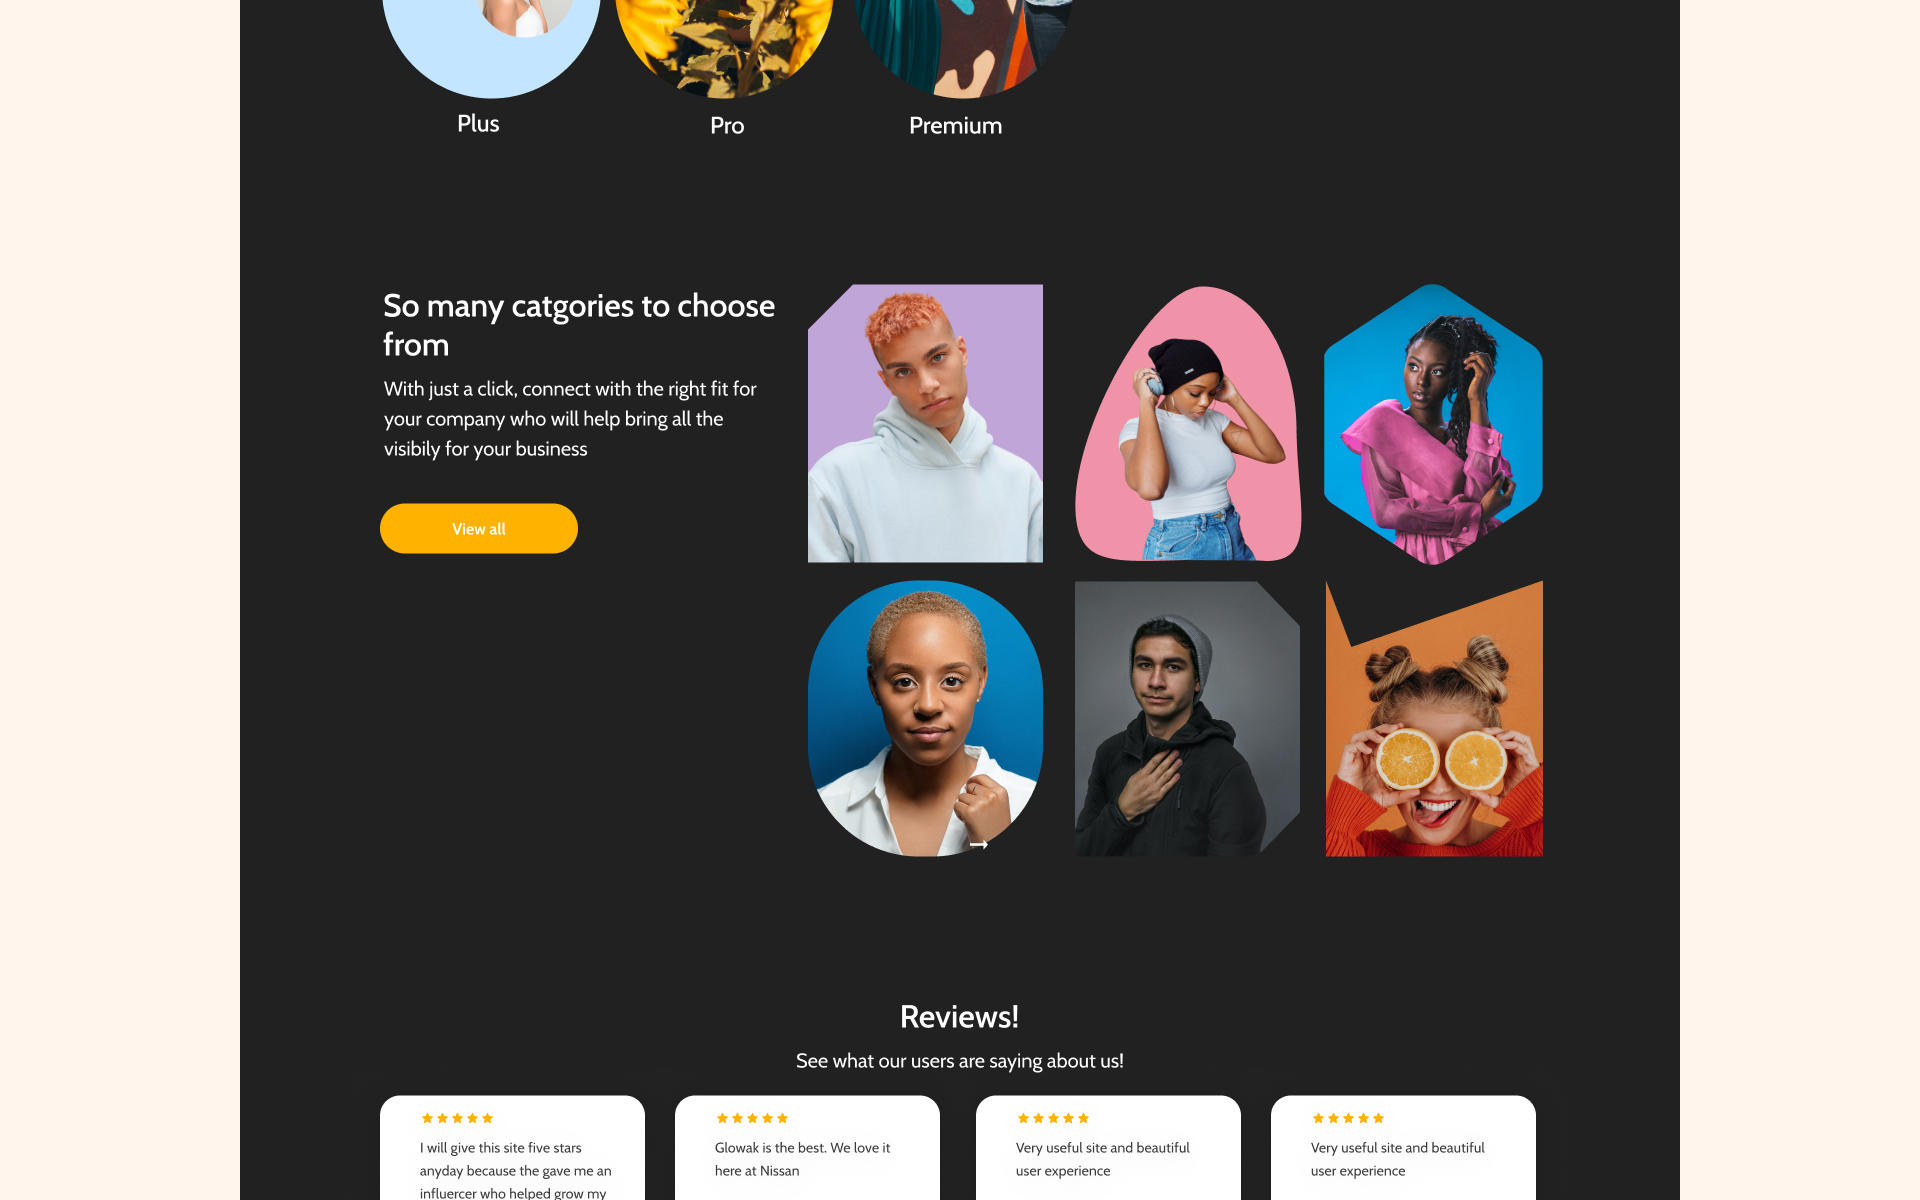 Plus
Pro
Premium
So many catgories to choose
from
With just a click, connect with the right fit for
your company who will help bring all the
visibily for your business
View all
Reviews!
See what our users are saying about us!
I will give this site five stars
anyday because the gave me an
influercer who helped grow my
Glowak is the best. We love it
here at Nissan
Very useful site and beautiful
user experience
Very useful site and beautiful
user experience